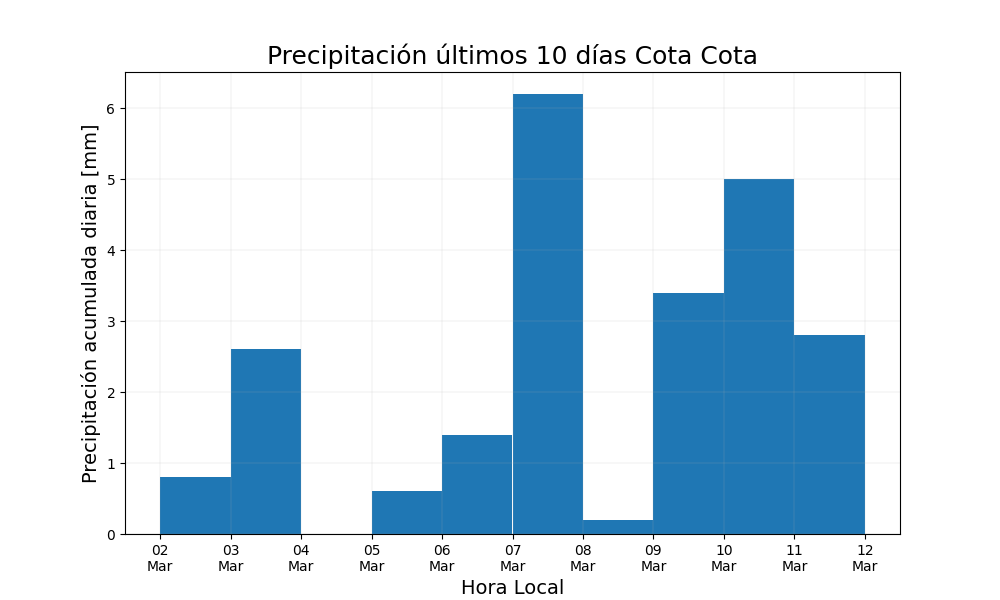 Precipitación últimos 10 días Cota Cota
Precipitación acumulada diaria [mm]
6
5
4
3
2
1
0
02 03 04 05 06 07 08 09 10 11 12
Mar Mar Mar Mar Mar Mar Mar Mar Mar Mar Mar
Hora Local